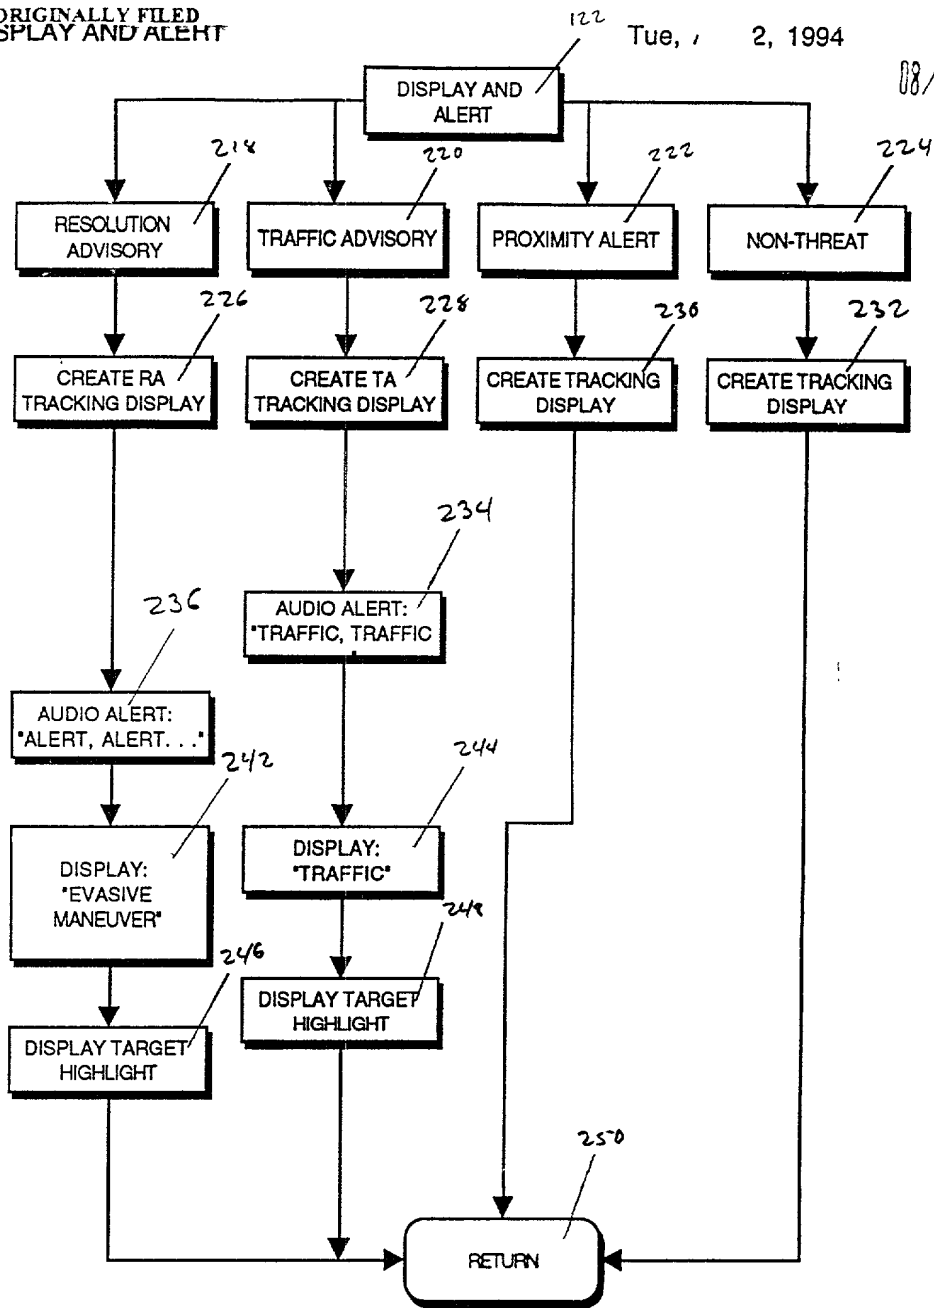 ORIGINALLY FILED
SPLAY AND ALERT
Tue, 2, 1994
08/
122
DISPLAY AND
ALERT
218
220
222
224
RESOLUTION
ADVISORY
TRAFFIC ADVISORY
PROXIMITY ALERT
NON-THREAT
226
228
230
232
CREATE RA
TRACKING DISPLAY
CREATE TA
TRACKING DISPLAY
CREATE TRACKING
DISPLAY
CREATE TRACKING
DISPLAY
234
AUDIO ALERT:
"TRAFFIC, TRAFFIC
"
236
AUDIO ALERT:
"ALERT, ALERT. . ."
242
DISPLAY:
"EVASIVE
MANEUVER"
244
DISPLAY:
"TRAFFIC"
248
DISPLAY TARGET
HIGHLIGHT
246
DISPLAY TARGET
HIGHLIGHT
250
RETURN